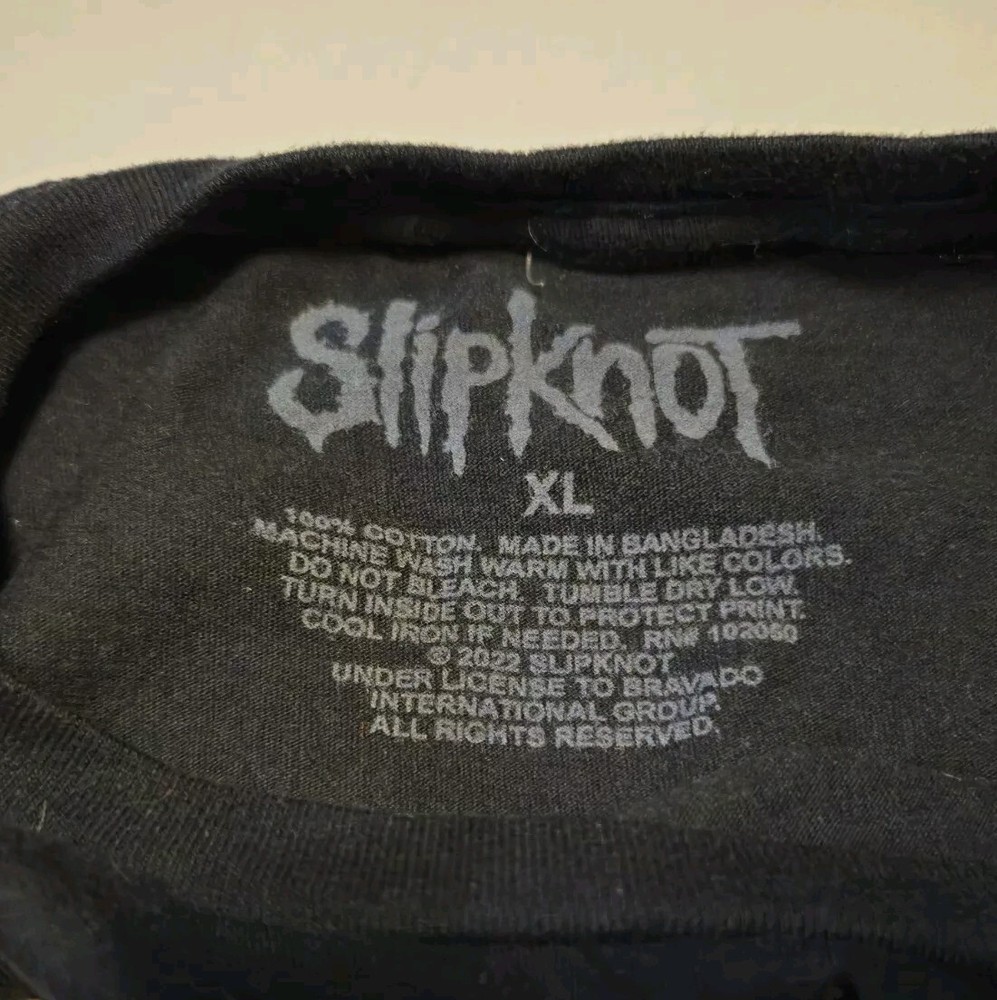 SlipknoT
XL
100% COTTON. MADE IN BANGLADESH.
MACHINE WASH WARM WITH LIKE COLORS.
DO NOT BLEACH. TUMBLE DRY LOW.
TURN INSIDE OUT TO PROTECT PRINT.
COOL IRON IF NEEDED. RN# 102060
© 2022 SLIPKNOT
UNDER LICENSE TO BRAVADO
INTERNATIONAL GROUP.
ALL RIGHTS RESERVED.